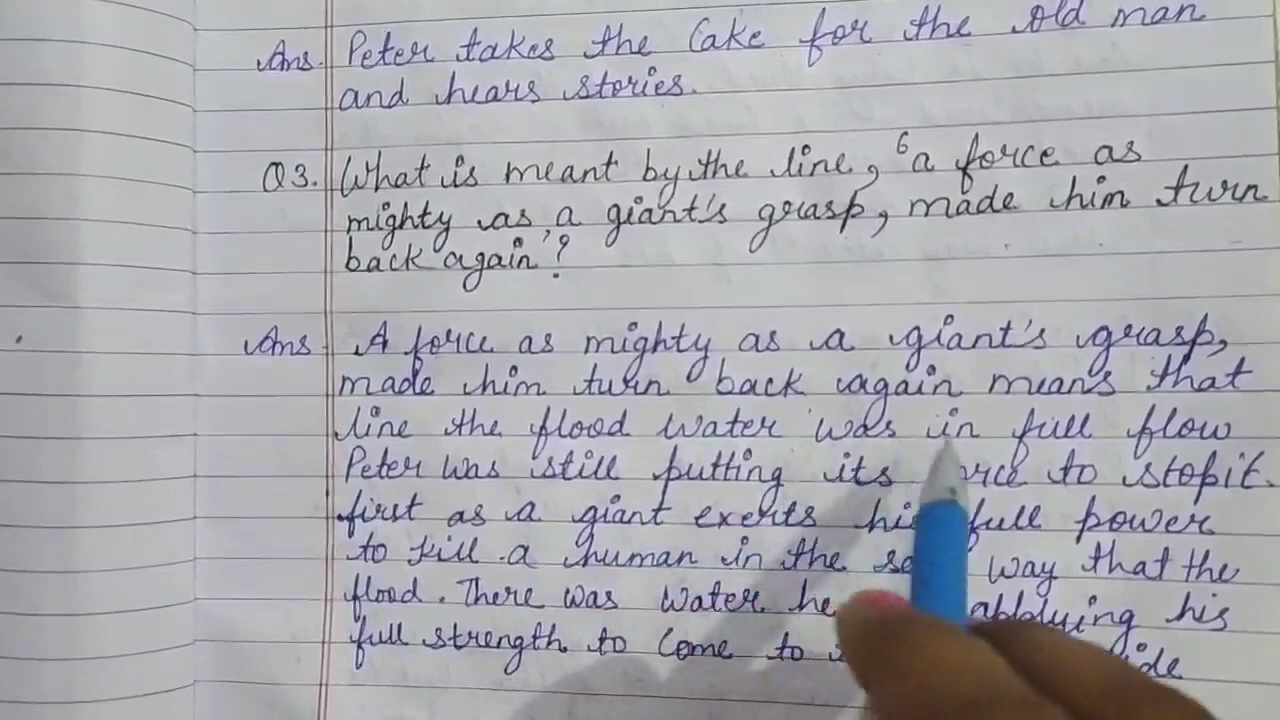 Ans. Peter takes the Cake for the old man
and hears stories.
Q3. What is meant by the line, ‘a force as
mighty as a giant's grasp, made him turn
back again’?
Ans. A force as mighty as a giant's grasp,
made him turn back again means that
line the flood water was in full flow
Peter was still putting its to stop it.
first as a giant exerts his full power
to kill a human in the way that the
flood. There was water applying his
full strength to come to